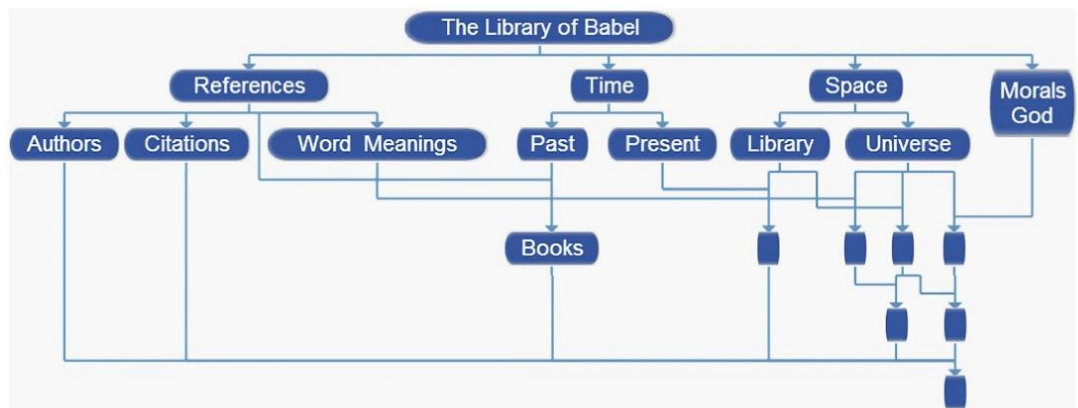 The Library of Babel
References
Time
Space
Morals
God
Authors
Citations
Word Meanings
Past
Present
Library
Universe
Books